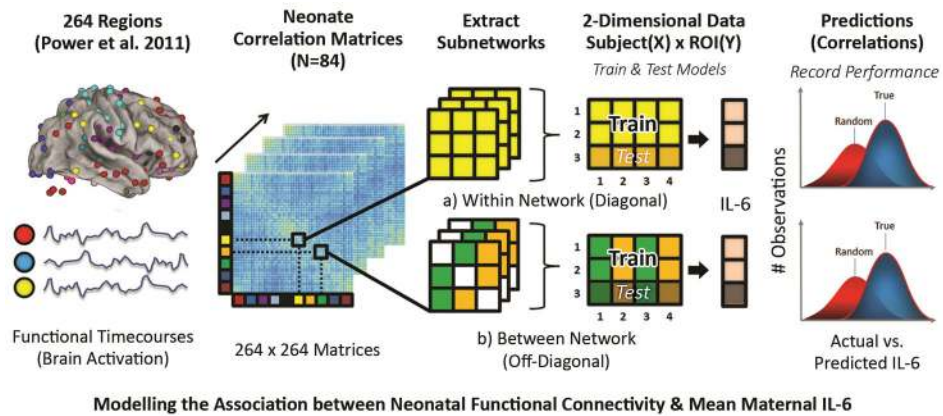 264 Regions
(Power et al. 2011)
Functional Timecourses
(Brain Activation)
Neonate
Correlation Matrices
(N=84)
264 x 264 Matrices
Extract
Subnetworks
a) Within Network (Diagonal)
b) Between Network
(Off-Diagonal)
2-Dimensional Data
Subject(X) x ROI(Y)
Train & Test Models
1
2
3
Train
Test
1 2 3 4
IL-6
1
2
3
Train
Test
1 2 3 4
Predictions
(Correlations)
Record Performance
# Observations
True
Random
True
Random
Actual vs.
Predicted IL-6
Modelling the Association between Neonatal Functional Connectivity & Mean Maternal IL-6